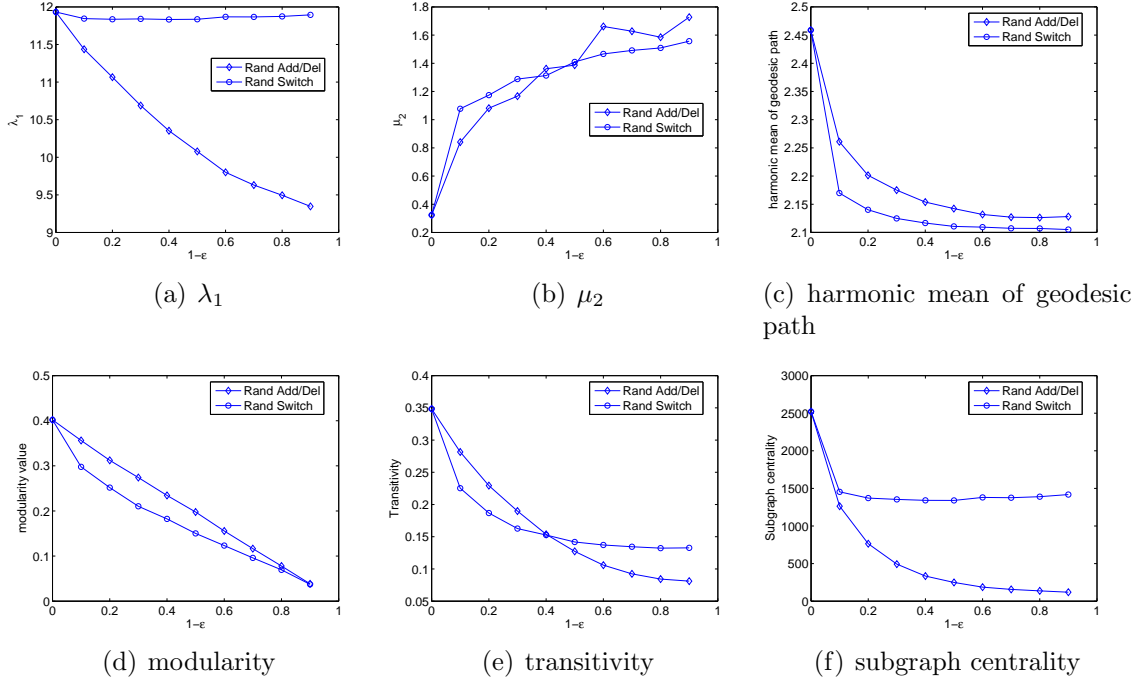 12
11.5
11
10.5
10
9.5
9
λ1
0 0.2 0.4 0.6 0.8 1
1−ε
Rand Add/Del
Rand Switch
(a) λ1
1.8
1.6
1.4
1.2
1
0.8
0.6
0.4
0.2
μ2
0 0.2 0.4 0.6 0.8 1
1−ε
Rand Add/Del
Rand Switch
(b) μ2
2.45
2.4
2.35
2.3
2.25
2.2
2.15
2.1
harmonic mean of geodesic path
0 0.2 0.4 0.6 0.8 1
1−ε
Rand Add/Del
Rand Switch
(c) harmonic mean of geodesic
path
0.5
0.4
0.3
0.2
0.1
0
modularity value
0 0.2 0.4 0.6 0.8 1
1−ε
Rand Add/Del
Rand Switch
(d) modularity
0.4
0.35
0.3
0.25
0.2
0.15
0.1
0.05
Transitivity
0 0.2 0.4 0.6 0.8 1
1−ε
Rand Add/Del
Rand Switch
(e) transitivity
3000
2500
2000
1500
1000
500
0
Subgraph centrality
0 0.2 0.4 0.6 0.8 1
1−ε
Rand Add/Del
Rand Switch
(f) subgraph centrality